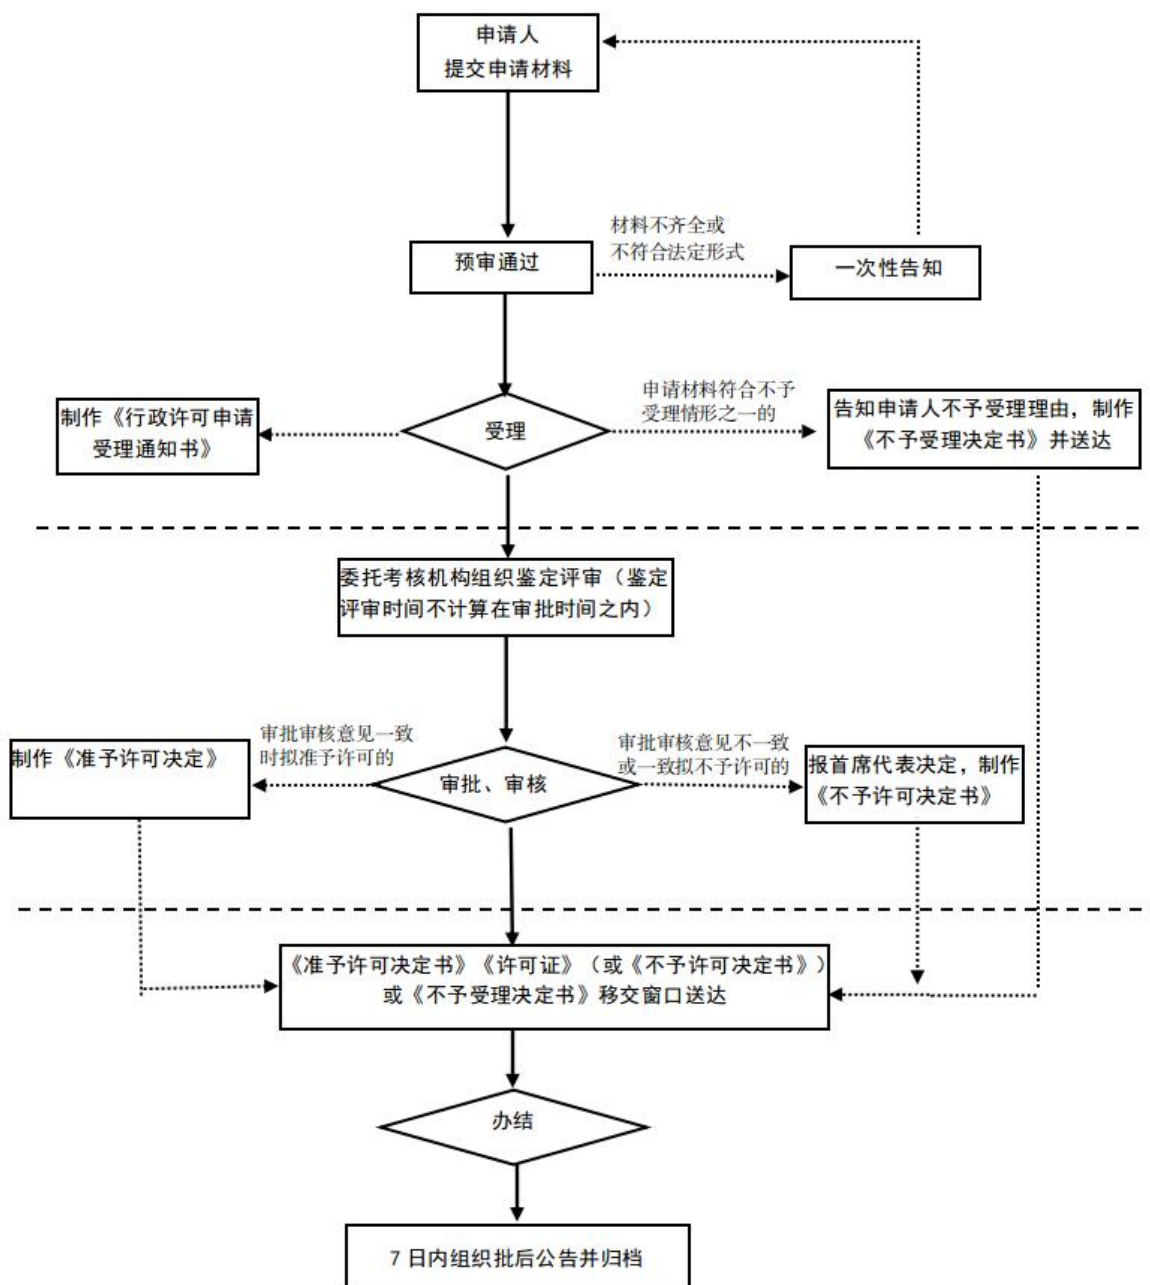 申请人
提交申请材料
材料不齐全或
不符合法定形式
预审通过
一次性告知
制作《行政许可申请
受理通知书》
受理
申请材料符合不予
受理情形之一的
告知申请人不予受理理由，制作
《不予受理决定书》并送达
委托考核机构组织鉴定评审（鉴定
评审时间不计算在审批时间之内）
制作《准予许可决定》
审批审核意见一致
时拟准予许可的
审批、审核
审批审核意见不一致
或一致拟不予许可的
报首席代表决定，制作
《不予许可决定书》
《准予许可决定书》《许可证》（或《不予许可决定书》）
或《不予受理决定书》移交窗口送达
办结
7 日内组织批后公告并归档